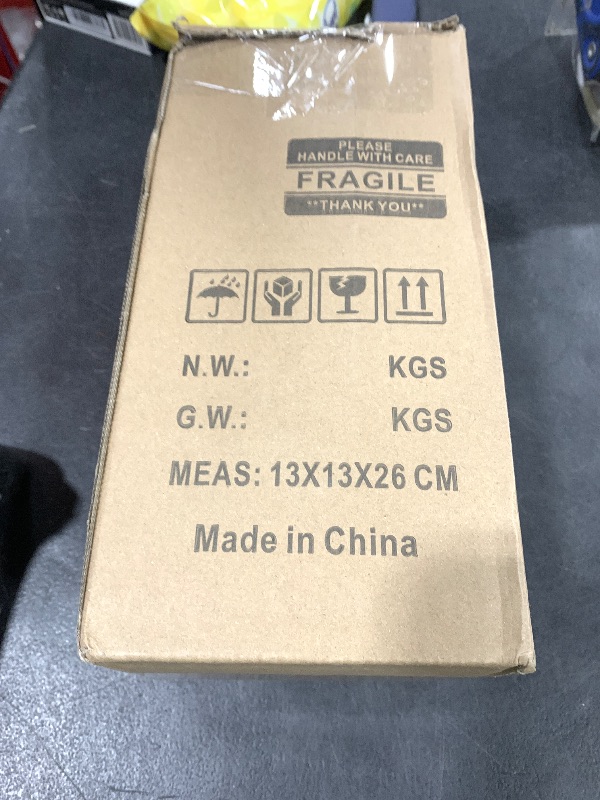 PLEASE
HANDLE WITH CARE
FRAGILE
**THANK YOU**
N.W.: KGS
G.W.: KGS
MEAS: 13X13X26 CM
Made in China